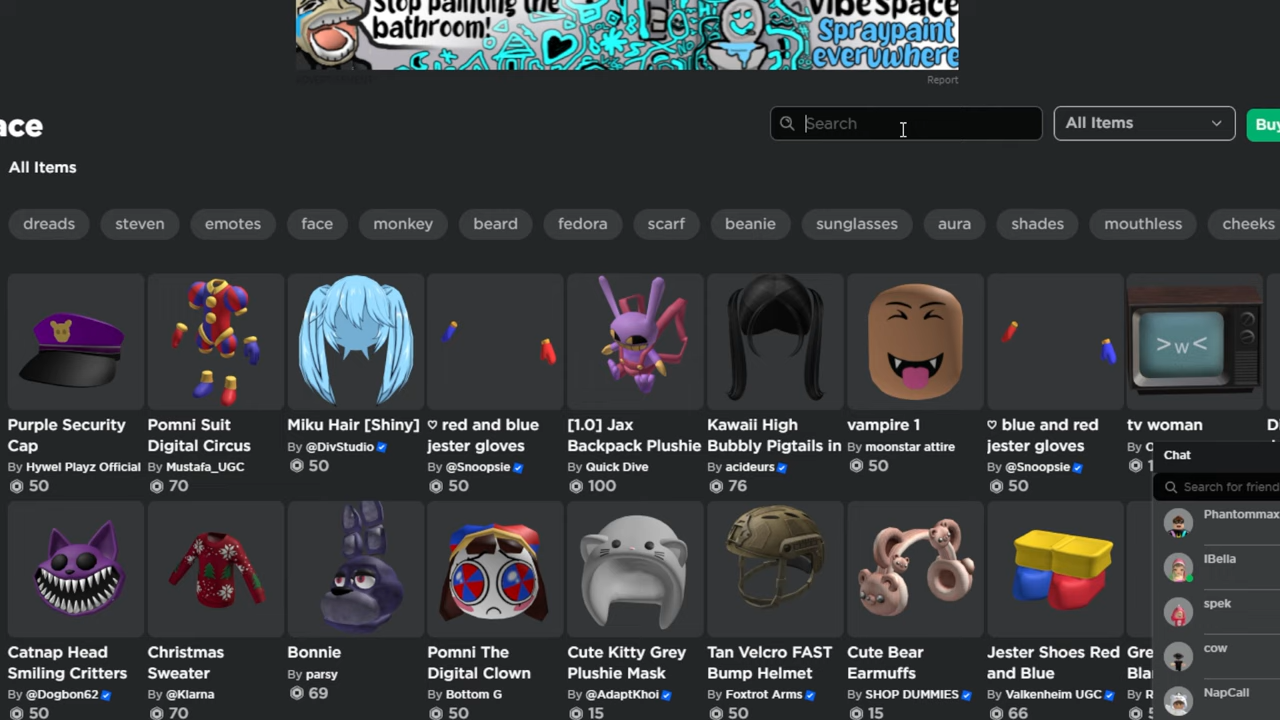 Stop painting the
bathroom!
VibeSpace
Spraypaint
everywhere
Report
ace
Search
All Items
Buy
All Items
dreads
steven
emotes
face
monkey
beard
fedora
scarf
beanie
sunglasses
aura
shades
mouthless
cheeks
>w<
Purple Security
Cap
By Hywel Playz Official
50
Pomni Suit
Digital Circus
By Mustafa_UGC
70
Miku Hair [Shiny]
By @DivStudio
50
♡ red and blue
jester gloves
By @Snoopsie
50
[1.0] Jax
Backpack Plushie
By Quick Dive
100
Kawaii High
Bubbly Pigtails in
By acideurs
76
vampire 1
By moonstar attire
50
♡ blue and red
jester gloves
By @Snoopsie
50
tv woman
By
Chat
Search for friend
Phantommax
IBella
spek
cow
NapCall
Catnap Head
Smiling Critters
By @Dogbon62
50
Christmas
Sweater
By @Klarna
70
Bonnie
By parsy
69
Pomni The
Digital Clown
By Bottom G
50
Cute Kitty Grey
Plushie Mask
By @AdaptKhoi
15
Tan Velcro FAST
Bump Helmet
By Foxtrot Arms
50
Cute Bear
Earmuffs
By SHOP DUMMIES
15
Jester Shoes Red
and Blue
By Valkenheim UGC
66
Gre
Bla
By R